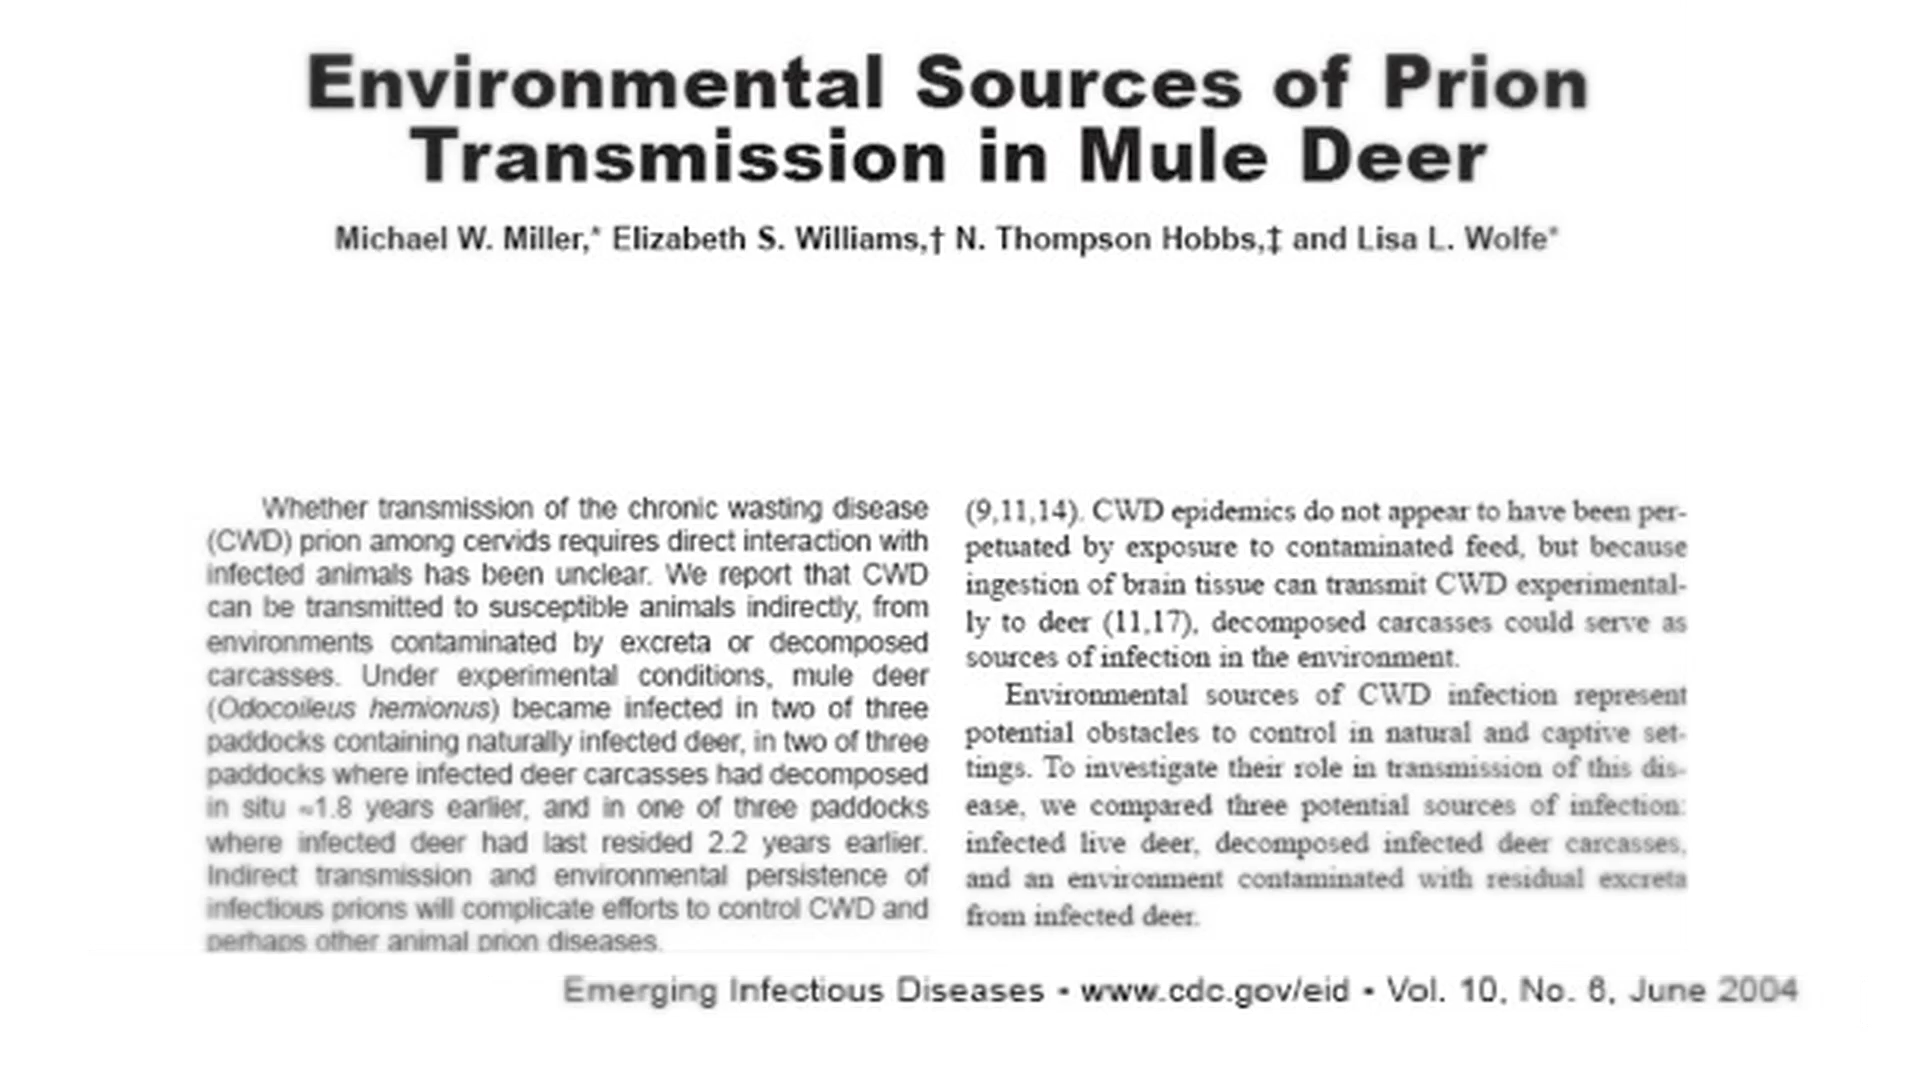 Environmental Sources of Prion
Transmission in Mule Deer
Michael W. Miller,* Elizabeth S. Williams,† N. Thompson Hobbs,‡ and Lisa L. Wolfe*
Whether transmission of the chronic wasting disease
(CWD) prion among cervids requires direct interaction with
infected animals has been unclear. We report that CWD
can be transmitted to susceptible animals indirectly, from
environments contaminated by excreta or decomposed
carcasses. Under experimental conditions, mule deer
(Odocoileus hemionus) became infected in two of three
paddocks containing naturally infected deer, in two of three
paddocks where infected deer carcasses had decomposed
in situ ≈1.8 years earlier, and in one of three paddocks
where infected deer had last resided 2.2 years earlier.
Indirect transmission and environmental persistence of
infectious prions will complicate efforts to control CWD and
perhaps other animal prion diseases.
(9,11,14). CWD epidemics do not appear to have been per-
petuated by exposure to contaminated feed, but because
ingestion of brain tissue can transmit CWD experimental-
ly to deer (11,17), decomposed carcasses could serve as
sources of infection in the environment.
Environmental sources of CWD infection represent
potential obstacles to control in natural and captive set-
tings. To investigate their role in transmission of this dis-
ease, we compared three potential sources of infection:
infected live deer, decomposed infected deer carcasses,
and an environment contaminated with residual excreta
from infected deer.
Emerging Infectious Diseases • www.cdc.gov/eid • Vol. 10, No. 6, June 2004